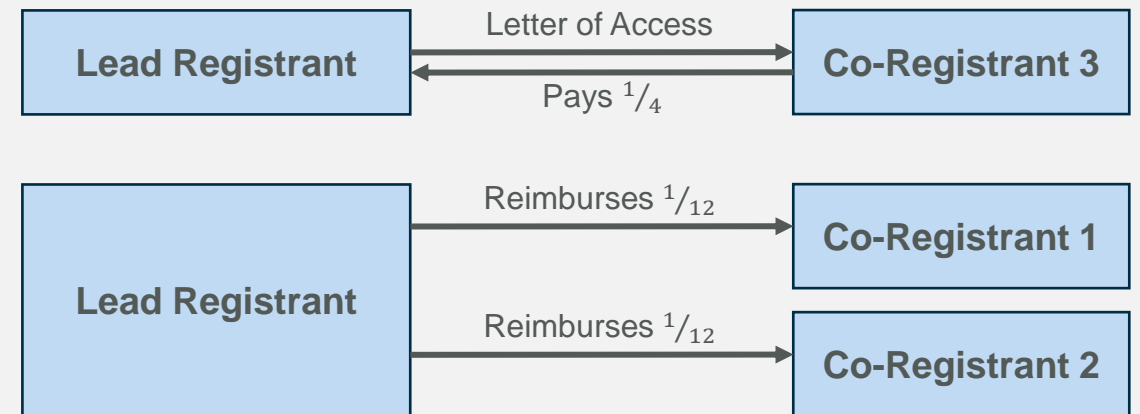 Lead Registrant
Letter of Access
Pays 1/4
Co-Registrant 3
Lead Registrant
Reimburses 1/12
Co-Registrant 1
Reimburses 1/12
Co-Registrant 2